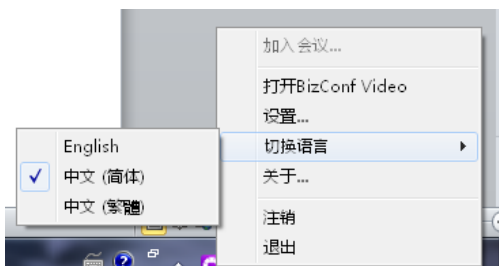 加入会议...
打开BizConf Video
设置...
切换语言
关于...
注销
退出
English
中文 (简体)
中文 (繁體)